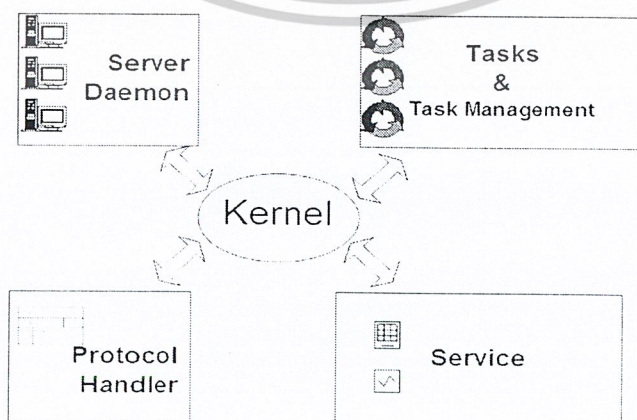 Server
Daemon
Tasks
&
Task Management
Kernel
Protocol
Handler
Service